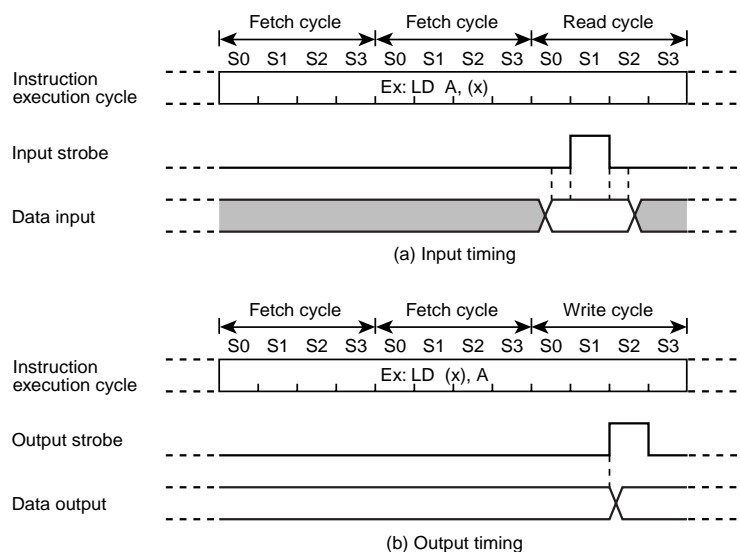 Fetch cycle Fetch cycle Read cycle
S0 S1 S2 S3 S0 S1 S2 S3 S0 S1 S2 S3
Instruction
execution cycle
Ex: LD A, (x)
Input strobe
Data input
(a) Input timing
Fetch cycle Fetch cycle Write cycle
S0 S1 S2 S3 S0 S1 S2 S3 S0 S1 S2 S3
Instruction
execution cycle
Ex: LD (x), A
Output strobe
Data output
(b) Output timing